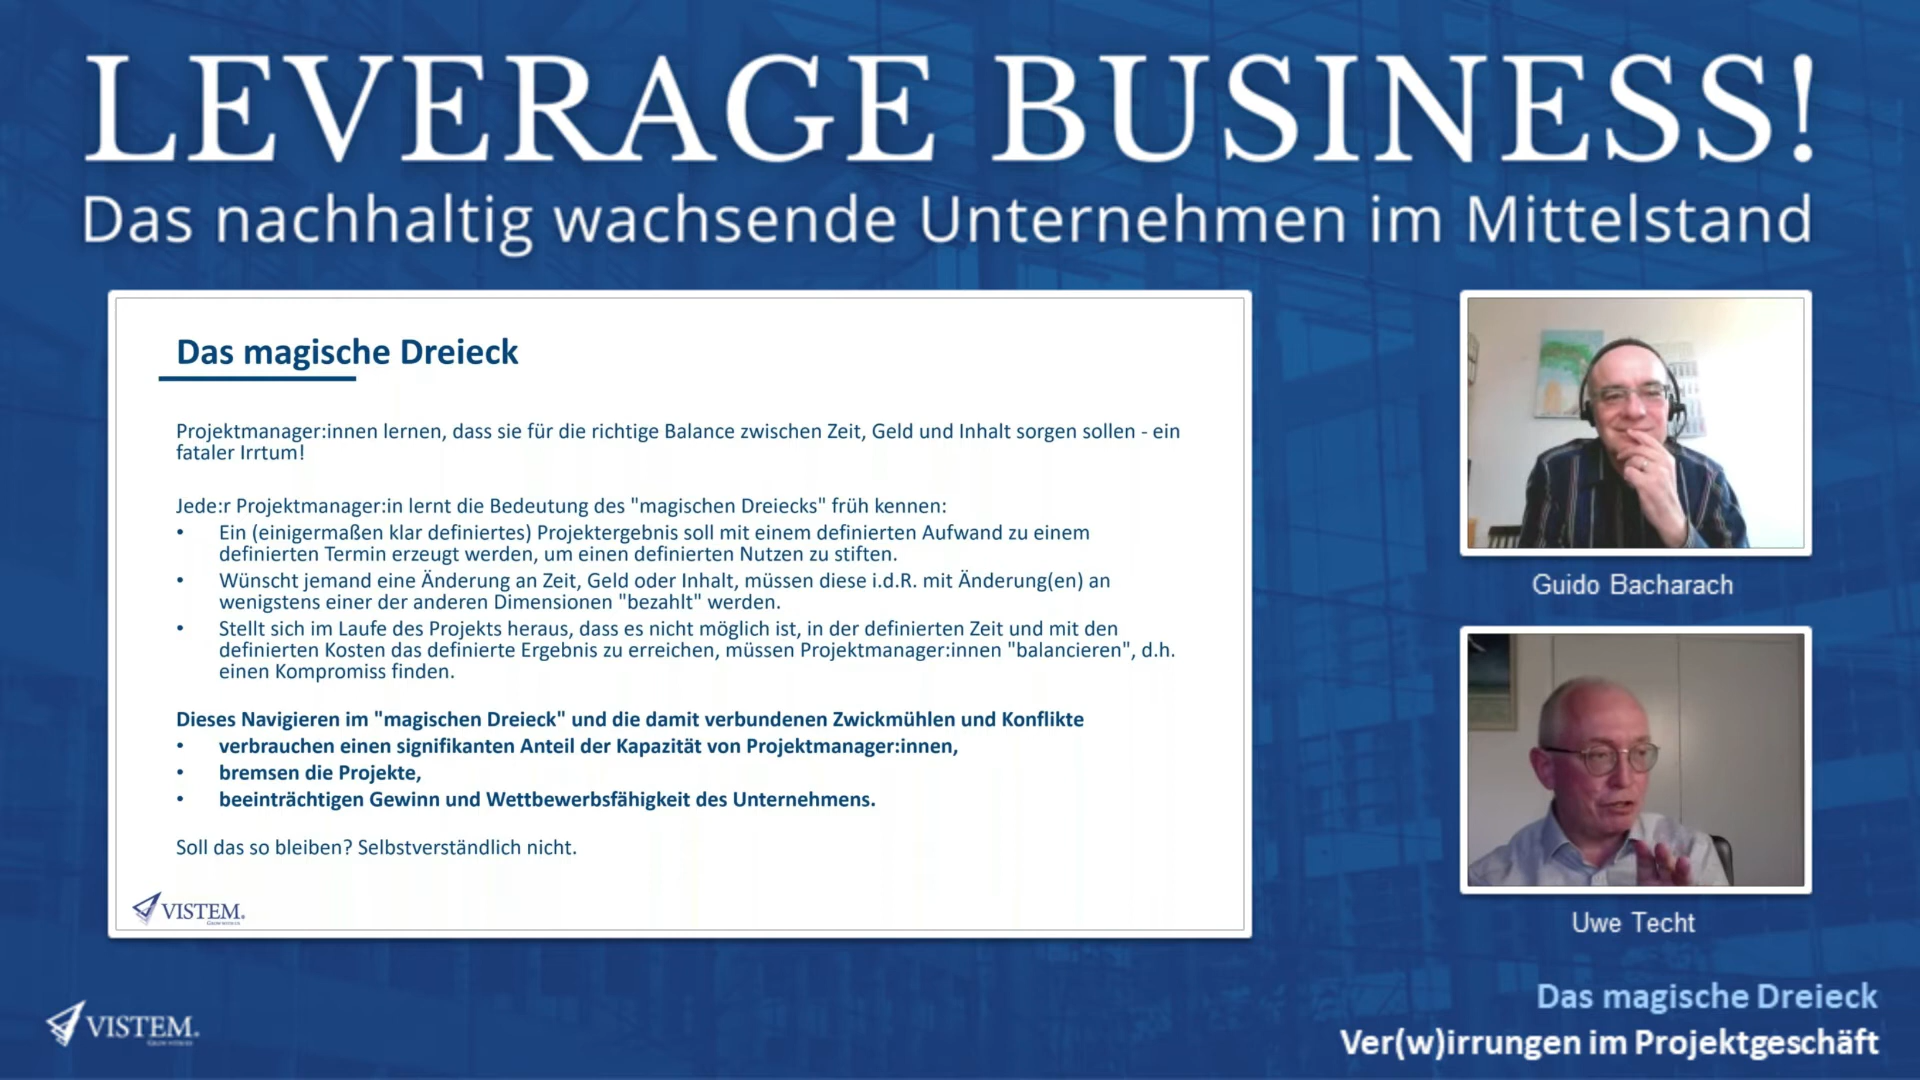 LEVERAGE BUSINESS!
Das nachhaltig wachsende Unternehmen im Mittelstand
Das magische Dreieck
Projektmanager:innen lernen, dass sie für die richtige Balance zwischen Zeit, Geld und Inhalt sorgen sollen - ein
fataler Irrtum!
Jede:r Projektmanager:in lernt die Bedeutung des "magischen Dreiecks" früh kennen:
• Ein (einigermaßen klar definiertes) Projektergebnis soll mit einem definierten Aufwand zu einem
definierten Termin erzeugt werden, um einen definierten Nutzen zu stiften.
• Wünscht jemand eine Änderung an Zeit, Geld oder Inhalt, müssen diese i.d.R. mit Änderung(en) an
wenigstens einer der anderen Dimensionen "bezahlt" werden.
• Stellt sich im Laufe des Projekts heraus, dass es nicht möglich ist, in der definierten Zeit und mit den
definierten Kosten das definierte Ergebnis zu erreichen, müssen Projektmanager:innen "balancieren", d.h.
einen Kompromiss finden.
Dieses Navigieren im "magischen Dreieck" und die damit verbundenen Zwickmühlen und Konflikte
• verbrauchen einen signifikanten Anteil der Kapazität von Projektmanager:innen,
• bremsen die Projekte,
• beeinträchtigen Gewinn und Wettbewerbsfähigkeit des Unternehmens.
Soll das so bleiben? Selbstverständlich nicht.
VISTEM.
Guido Bacharach
Uwe Techt
VISTEM.
Das magische Dreieck
Ver(w)irrungen im Projektgeschäft